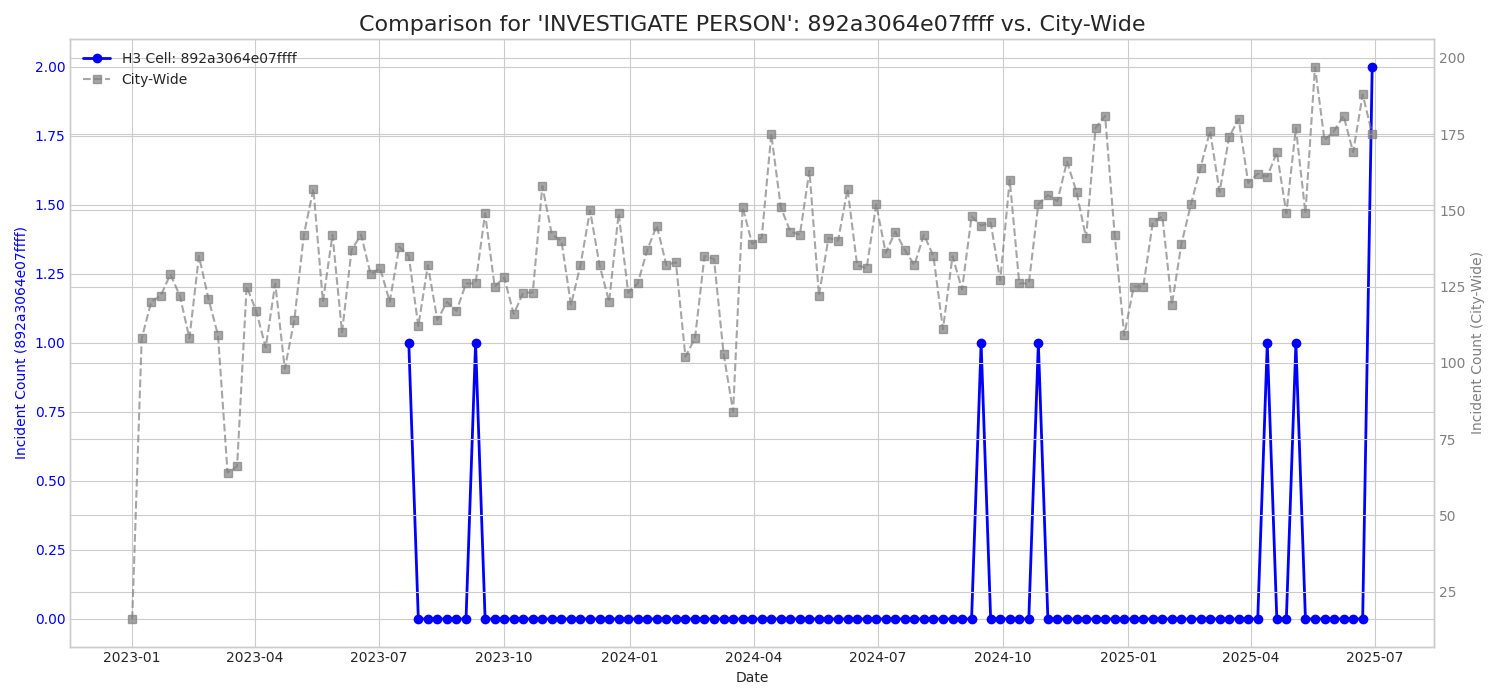 Comparison for 'INVESTIGATE PERSON': 892a3064e07ffff vs. City-Wide
H3 Cell: 892a3064e07ffff
City-Wide
2.00
1.75
1.50
1.25
1.00
0.75
0.50
0.25
0.00
Incident Count (892a3064e07ffff)
200
175
150
125
100
75
50
25
Incident Count (City-Wide)
2023-01 2023-04 2023-07 2023-10 2024-01 2024-04 2024-07 2024-10 2025-01 2025-04 2025-07
Date